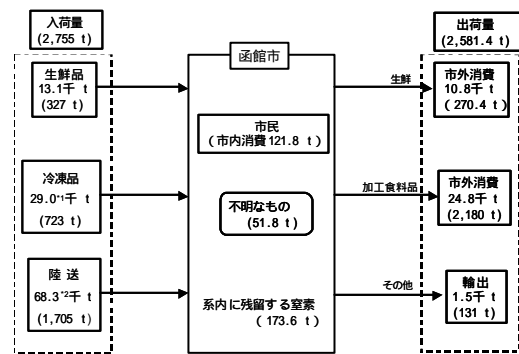 入荷量
(2,755 t)
生鮮品
13.1千 t
(327 t)
冷凍品
29.0*1千 t
(723 t)
陸送
68.3*2千 t
(1,705 t)
函館市
市民
(市内消費121.8 t)
不明なもの
(51.8 t)
系内に残留する窒素
(173.6 t)
生鮮
加工食料品
その他
出荷量
(2,581.4 t)
市外消費
10.8千 t
(270.4 t)
市外消費
24.8千 t
(2,180 t)
輸出
1.5千 t
(131 t)